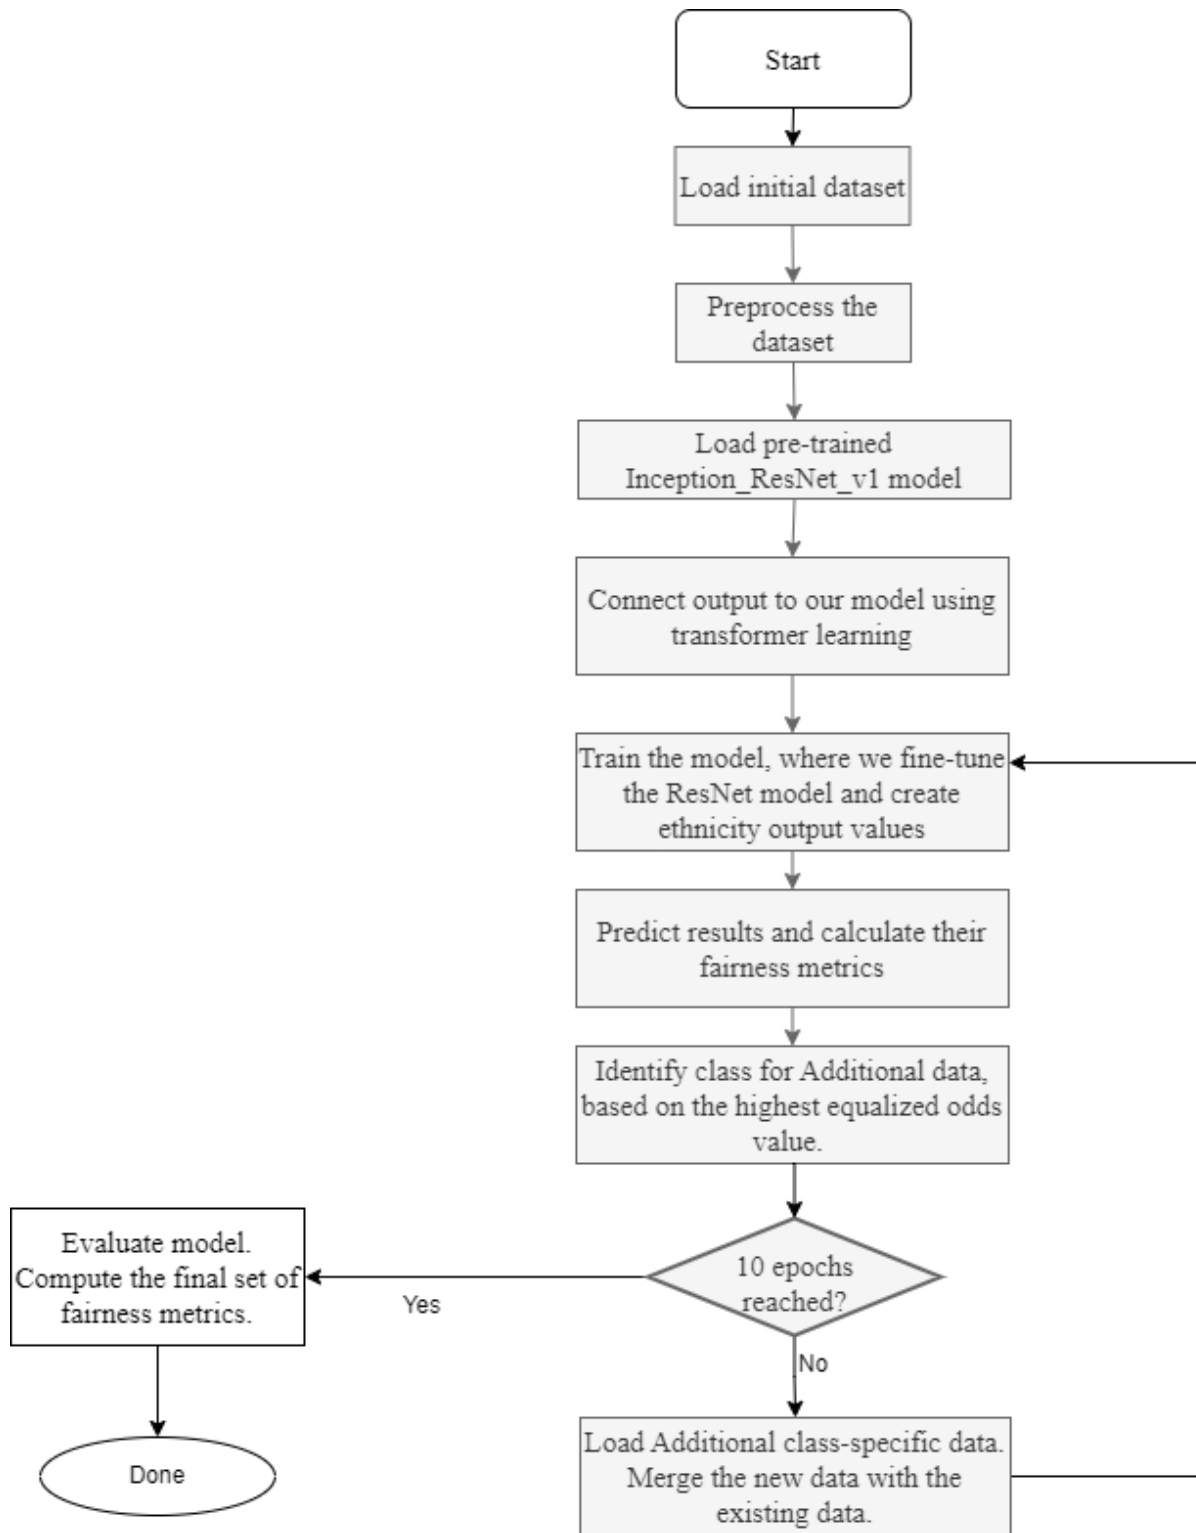 Start
Load initial dataset
Preprocess the
dataset
Load pre-trained
Inception_ResNet_v1 model
Connect output to our model using
transformer learning
Train the model, where we fine-tune
the ResNet model and create
ethnicity output values
Predict results and calculate their
fairness metrics
Identify class for Additional data,
based on the highest equalized odds
value.
10 epochs
reached?
Yes
Evaluate model.
Compute the final set of
fairness metrics.
Done
No
Load Additional class-specific data.
Merge the new data with the
existing data.